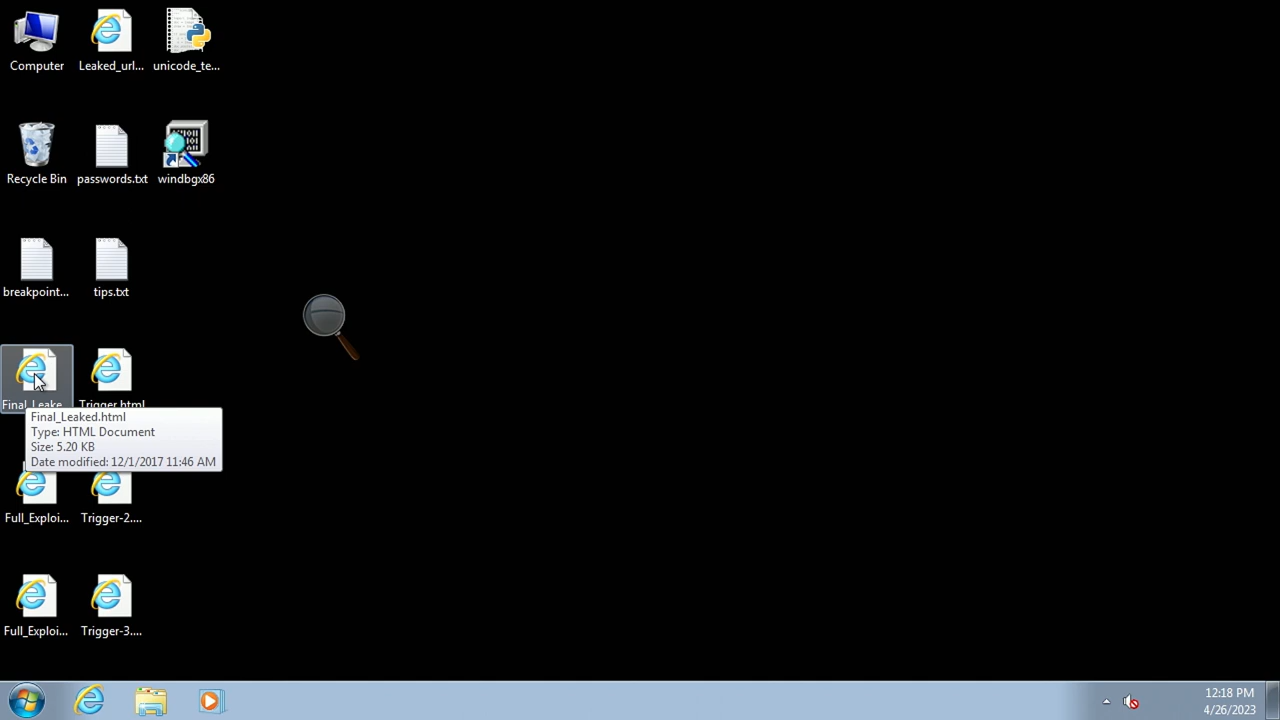 Computer
Leaked_url...
unicode_te...
Recycle Bin
passwords.txt
windbgx86
breakpoint...
tips.txt
Final_Leake...
Trigger.html
Final_Leaked.html
Type: HTML Document
Size: 5.20 KB
Date modified: 12/1/2017 11:46 AM
Full_Exploi...
Trigger-2....
Full_Exploi...
Trigger-3....
12:18 PM
4/26/2023